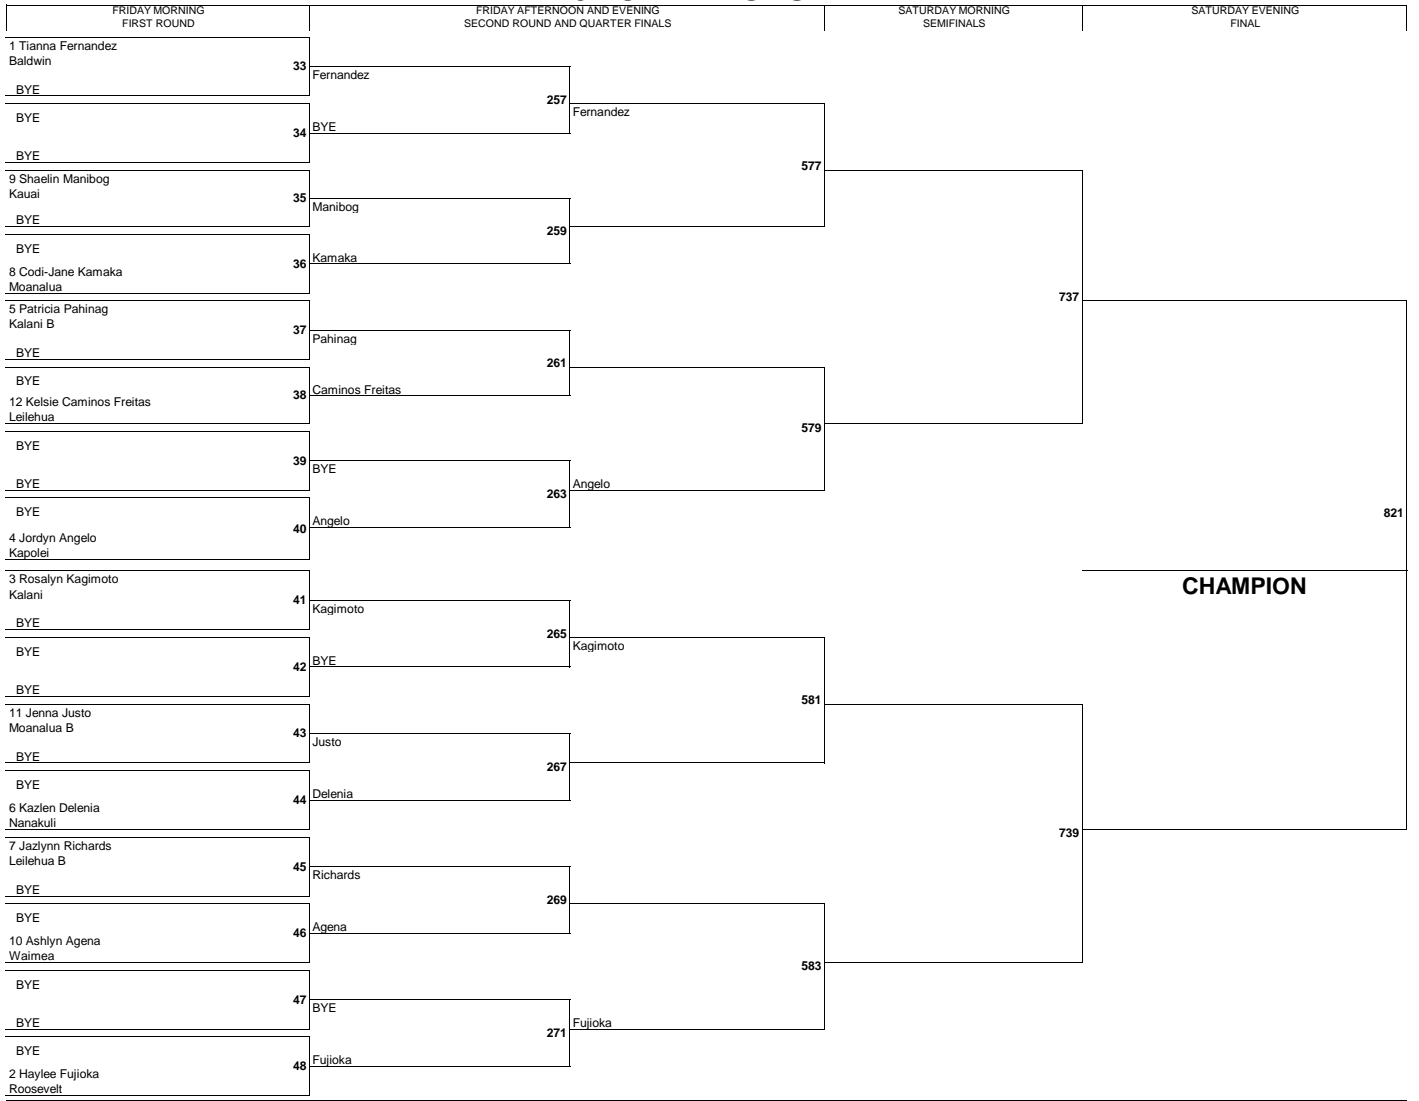 FRIDAY MORNING
FIRST ROUND
FRIDAY AFTERNOON AND EVENING
SECOND ROUND AND QUARTER FINALS
SATURDAY MORNING
SEMIFINALS
SATURDAY EVENING
FINAL
1 Tianna Fernandez
Baldwin
33
BYE
Fernandez
257
Fernandez
BYE
34
BYE
BYE
577
9 Shaelin Manibog
Kauai
35
BYE
Manibog
259
BYE
36
Kamaka
8 Codi-Jane Kamaka
Moanalua
737
5 Patricia Pahinag
Kalani B
37
BYE
Pahinag
261
BYE
38
Caminos Freitas
12 Kelsie Caminos Freitas
Leilehua
579
BYE
39
BYE
BYE
263
Angelo
BYE
40
Angelo
4 Jordyn Angelo
Kapolei
821
CHAMPION
3 Rosalyn Kagimoto
Kalani
41
BYE
Kagimoto
265
Kagimoto
BYE
42
BYE
BYE
581
11 Jenna Justo
Moanalua B
43
BYE
Justo
267
BYE
44
Delenia
6 Kazlen Delenia
Nanakuli
739
7 Jazlynn Richards
Leilehua B
45
BYE
Richards
269
BYE
46
Agena
10 Ashlyn Agena
Waimea
583
BYE
47
BYE
BYE
271
Fujioka
BYE
48
Fujioka
2 Haylee Fujioka
Roosevelt